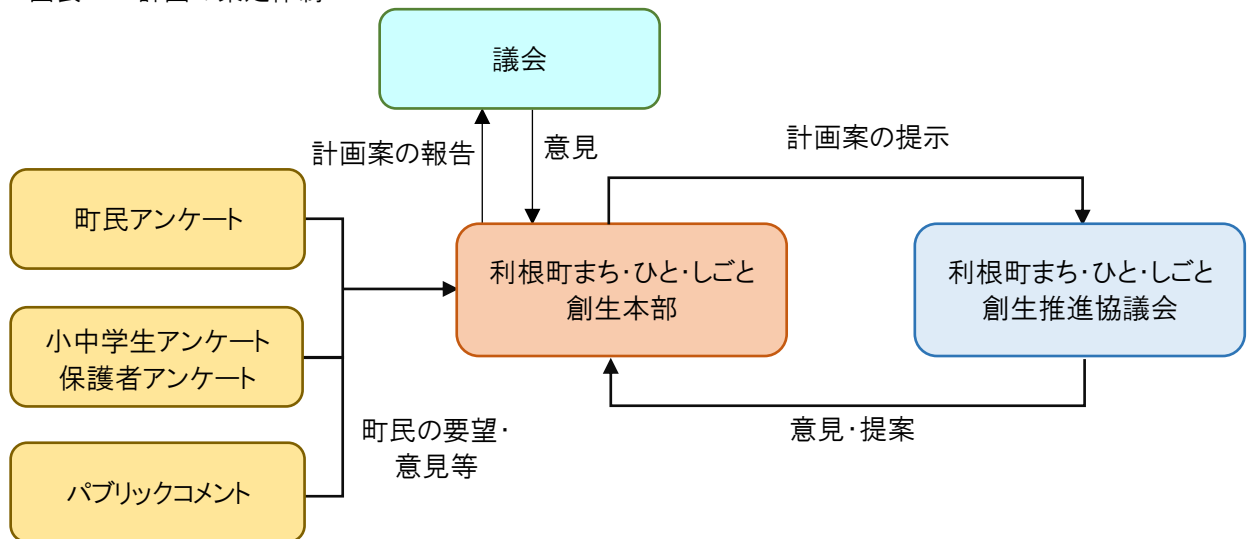 議会
計画案の報告
意見
計画案の提示
町民アンケート
利根町まち・ひと・しごと
創生本部
利根町まち・ひと・しごと
創生推進協議会
小中学生アンケート
保護者アンケート
意見・提案
町民の要望・
意見等
パブリックコメント